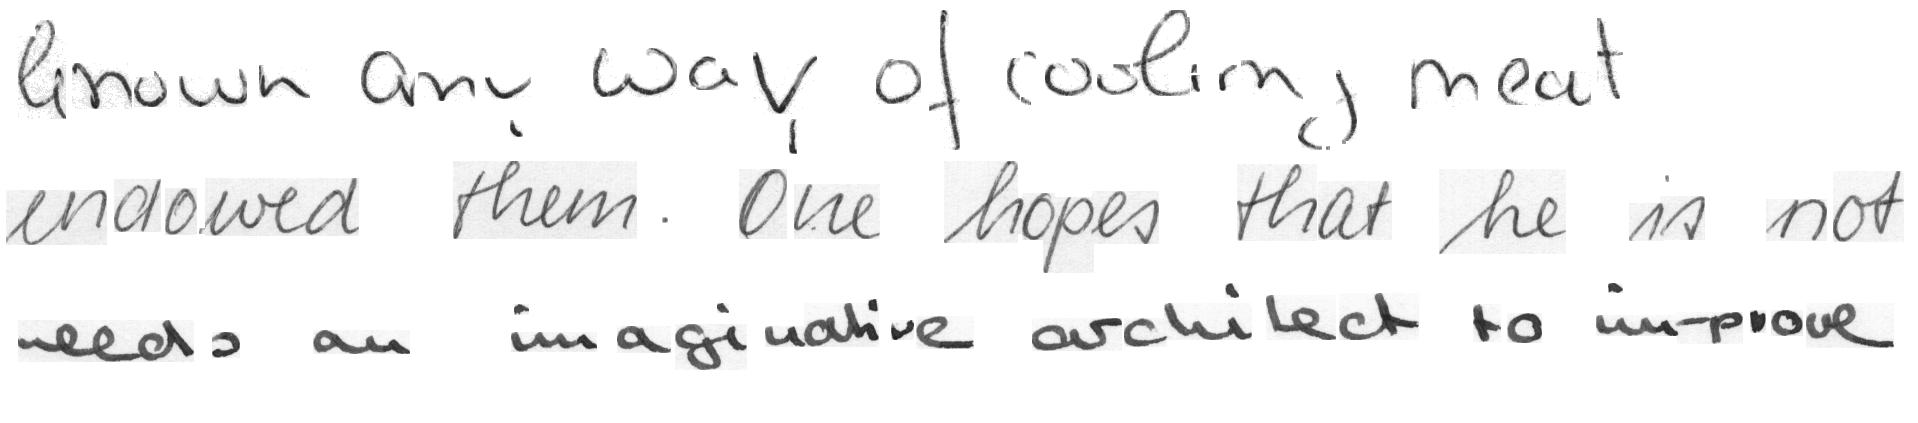 known any way of cooling meat
endowed them. One hopes that he is not
needs an imaginative architect to improve